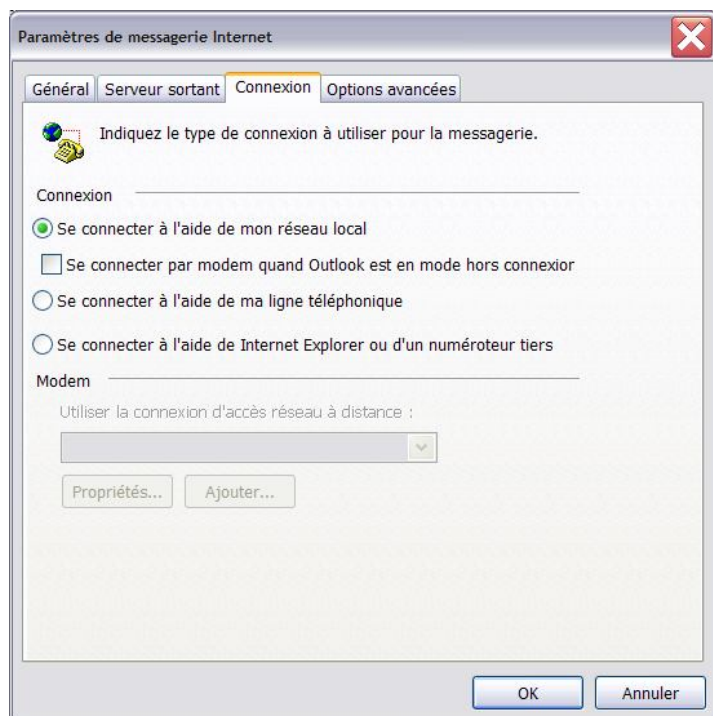 Paramètres de messagerie Internet
Général Serveur sortant Connexion Options avancées
Indiquez le type de connexion à utiliser pour la messagerie.
Connexion
Se connecter à l'aide de mon réseau local
Se connecter par modem quand Outlook est en mode hors connexior
Se connecter à l'aide de ma ligne téléphonique
Se connecter à l'aide de Internet Explorer ou d'un numéroteur tiers
Modem
Utiliser la connexion d'accès réseau à distance :
Propriétés... Ajouter...
OK Annuler